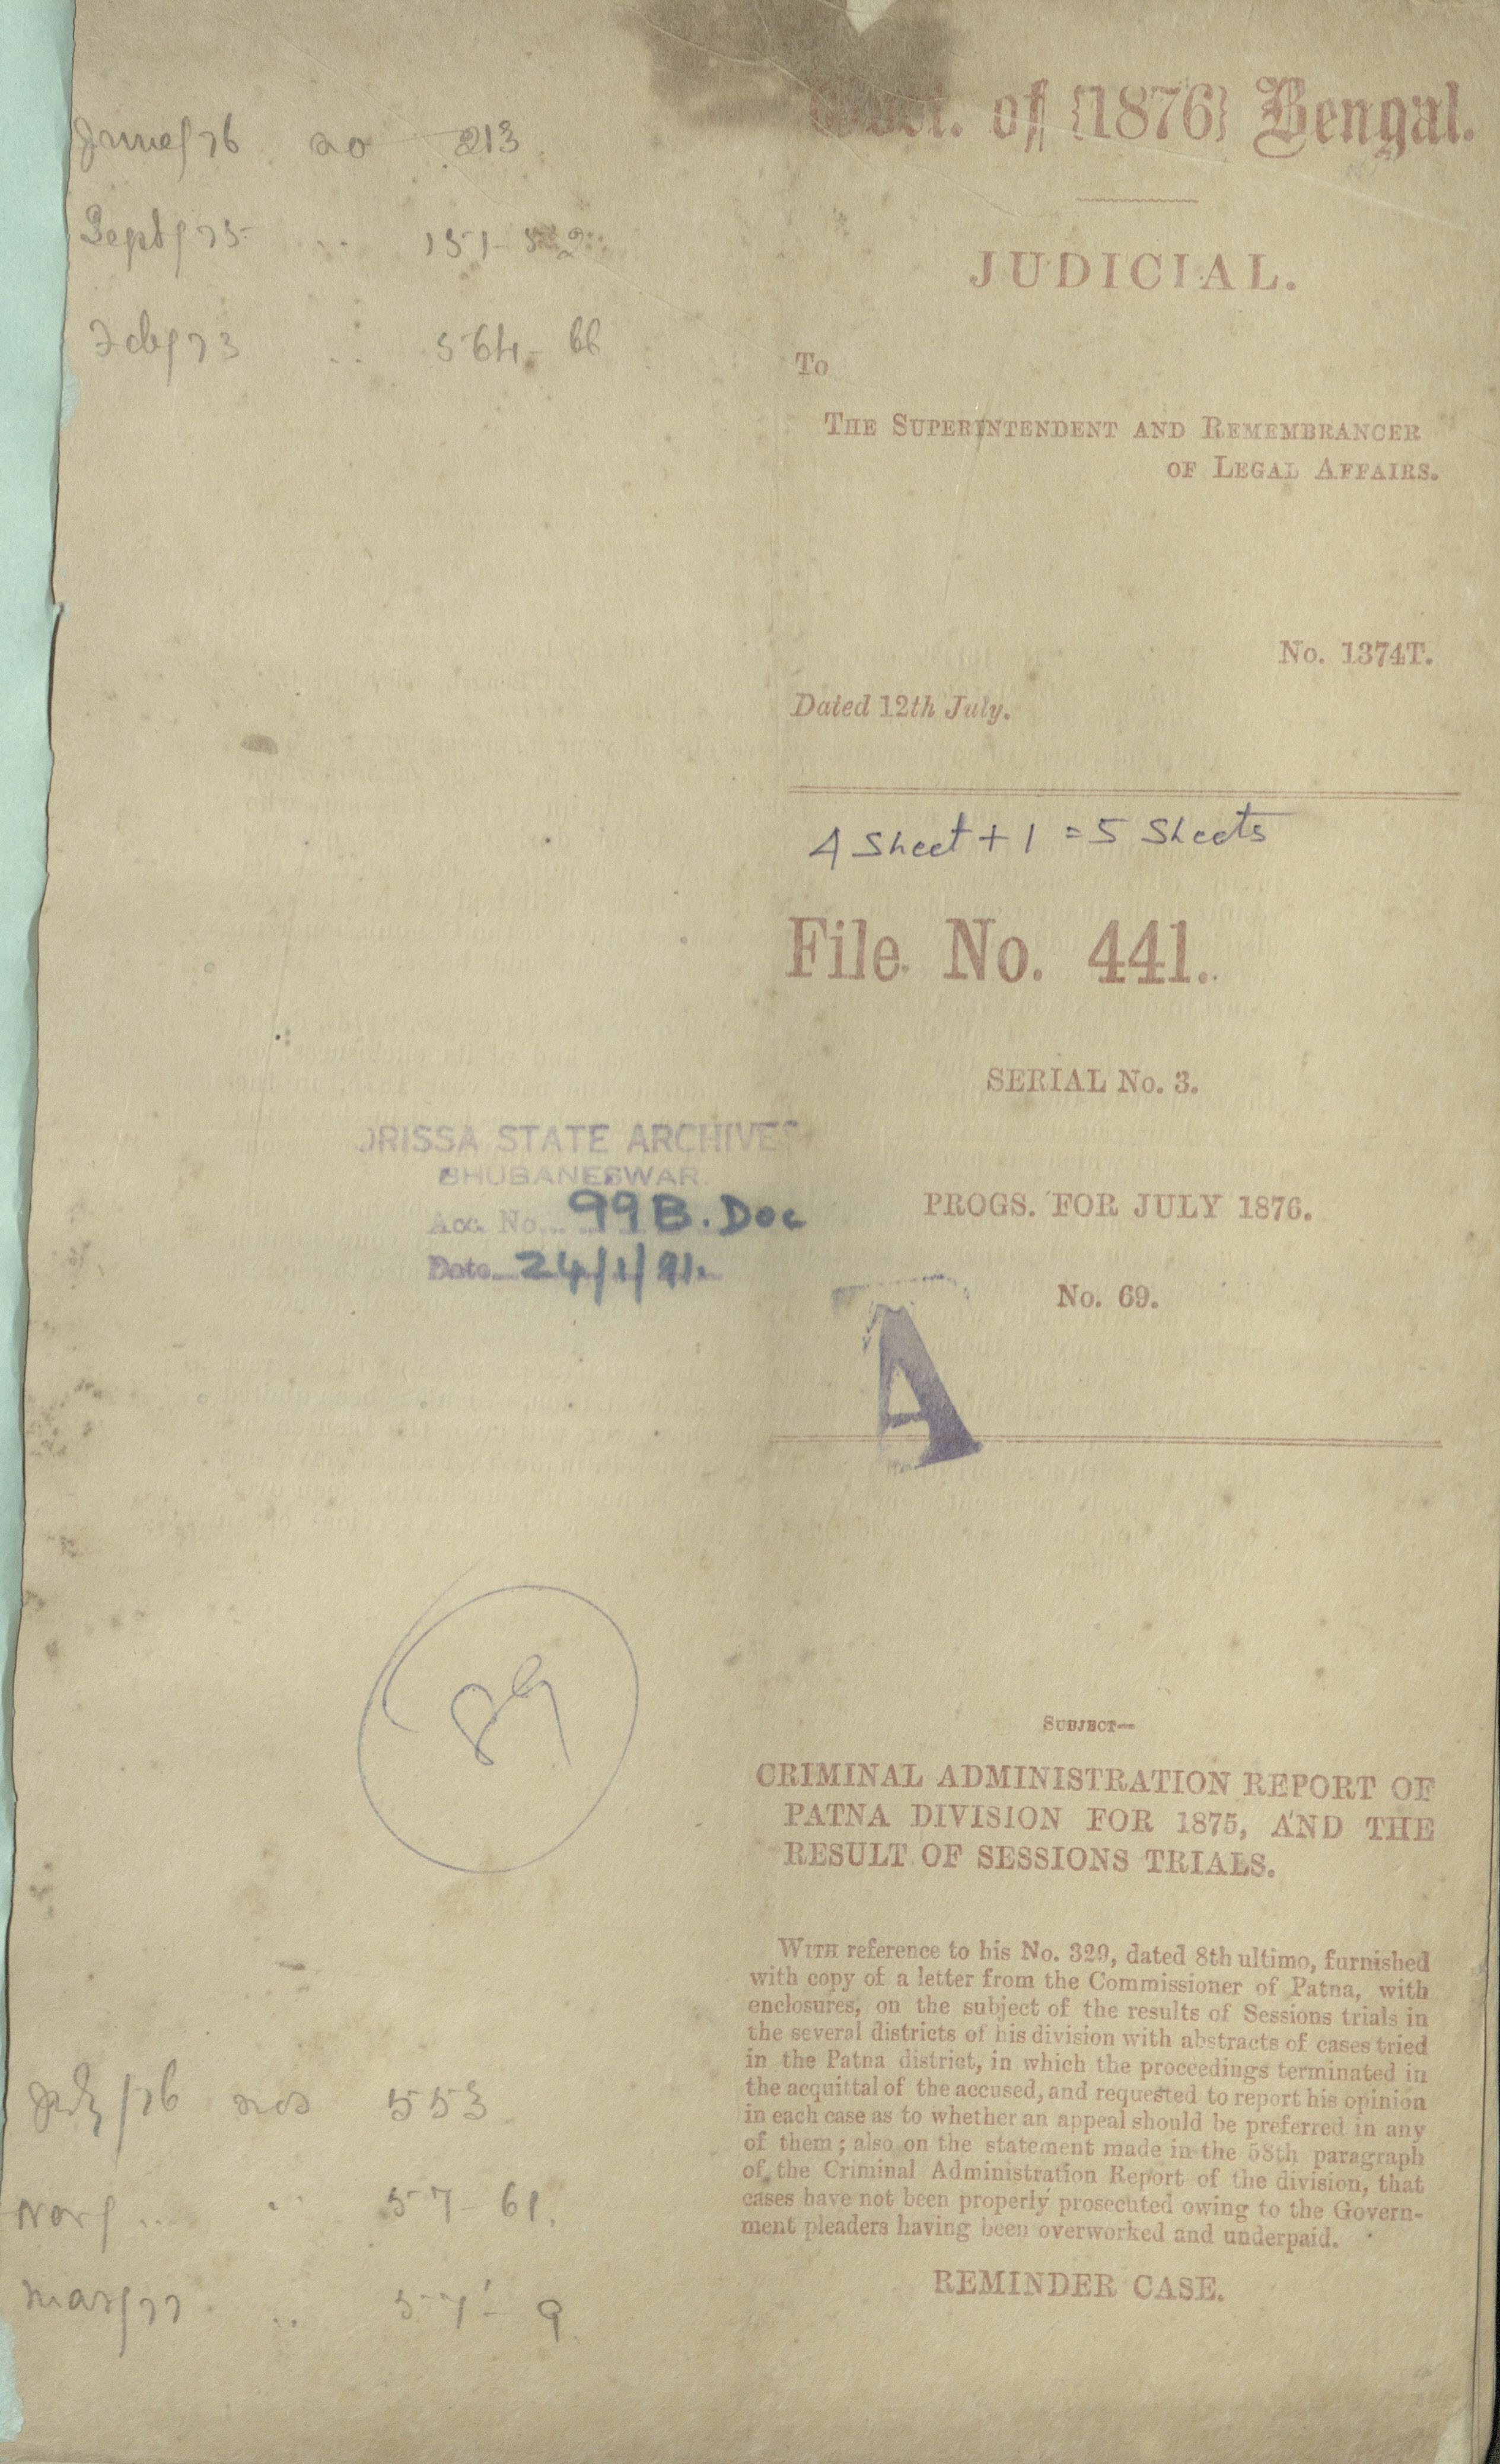 June/76 no 213
Sept/75 .. 151-52
Feb/73 .. 564-66
Govt. of {1876} Bengal.
JUDICIAL.
To
THE SUPERINTENDENT AND REMEMBRANCER
OF LEGAL AFFAIRS.
No. 1374T.
Dated 12th July.
4 Sheet + 1 = 5 Sheets
File No. 441.
SERIAL No. 3.
ORISSA STATE ARCHIVES
BHUBANESWAR
Acc. No. 99 B. Doc
Date 24/1/91.
PROGS. FOR JULY 1876.
No. 69.
A
89
SUBJECT—
CRIMINAL ADMINISTRATION REPORT OF
PATNA DIVISION FOR 1875, AND THE
RESULT OF SESSIONS TRIALS.
WITH reference to his No. 329, dated 8th ultimo, furnished
with copy of a letter from the Commissioner of Patna, with
enclosures, on the subject of the results of Sessions trials in
the several districts of his division with abstracts of cases tried
in the Patna district, in which the proceedings terminated in
the acquittal of the accused, and requested to report his opinion
in each case as to whether an appeal should be preferred in any
of them; also on the statement made in the 58th paragraph
of the Criminal Administration Report of the division, that
cases have not been properly prosecuted owing to the Govern-
ment pleaders having been overworked and underpaid.
REMINDER CASE.
July/76 nos 553
Nov/ ... .. 57-61.
Mar/77 .. 57-9